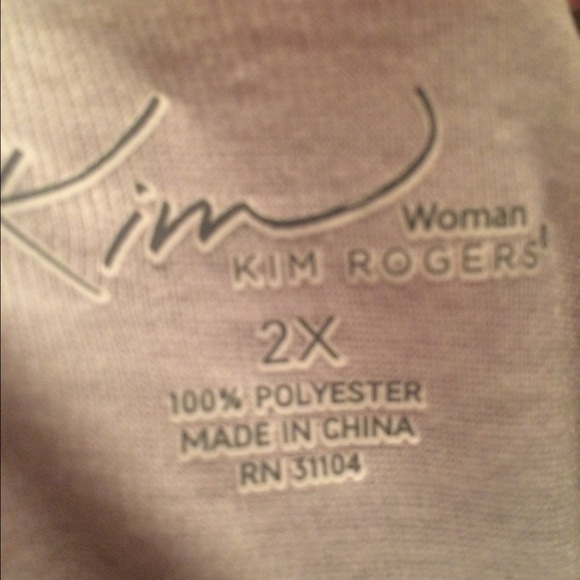 Kim
Woman
KIM ROGERS
2X
100% POLYESTER
MADE IN CHINA
RN 31104